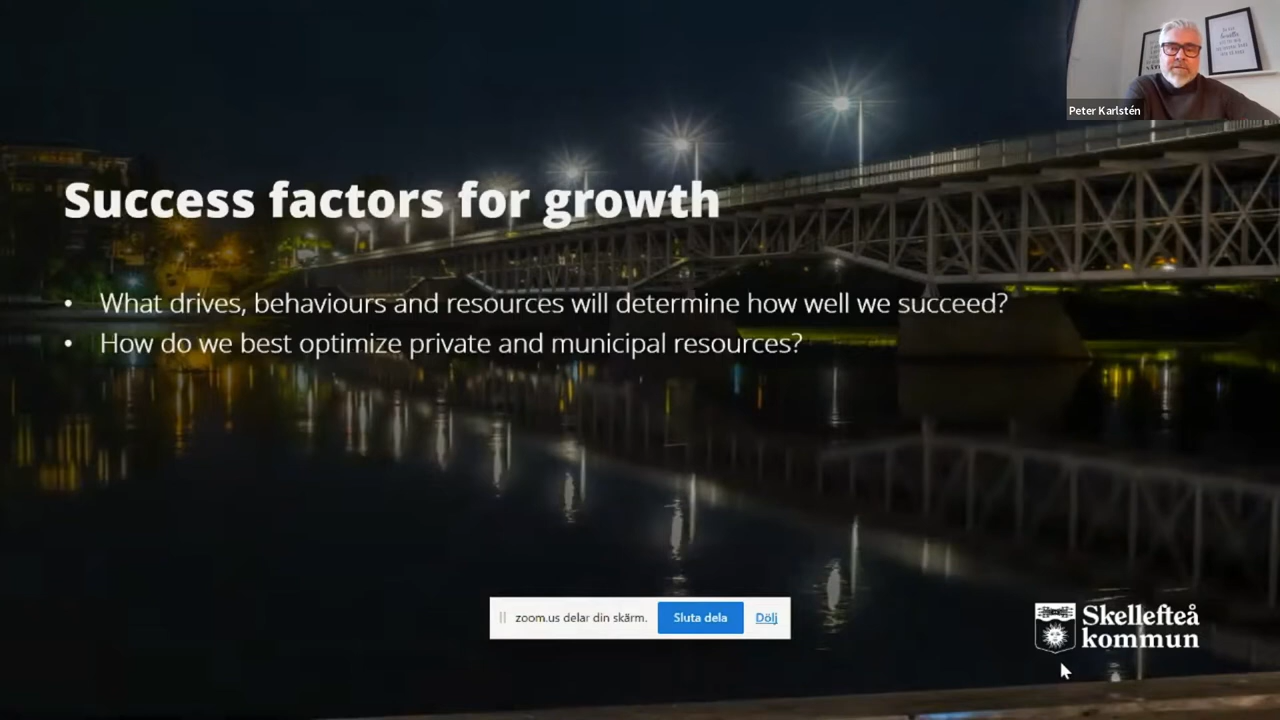 Peter Karlstén
Success factors for growth
• What drives, behaviours and resources will determine how well we succeed?
• How do we best optimize private and municipal resources?
zoom.us delar din skärm.
Sluta dela
Dölj
Skellefteå
kommun